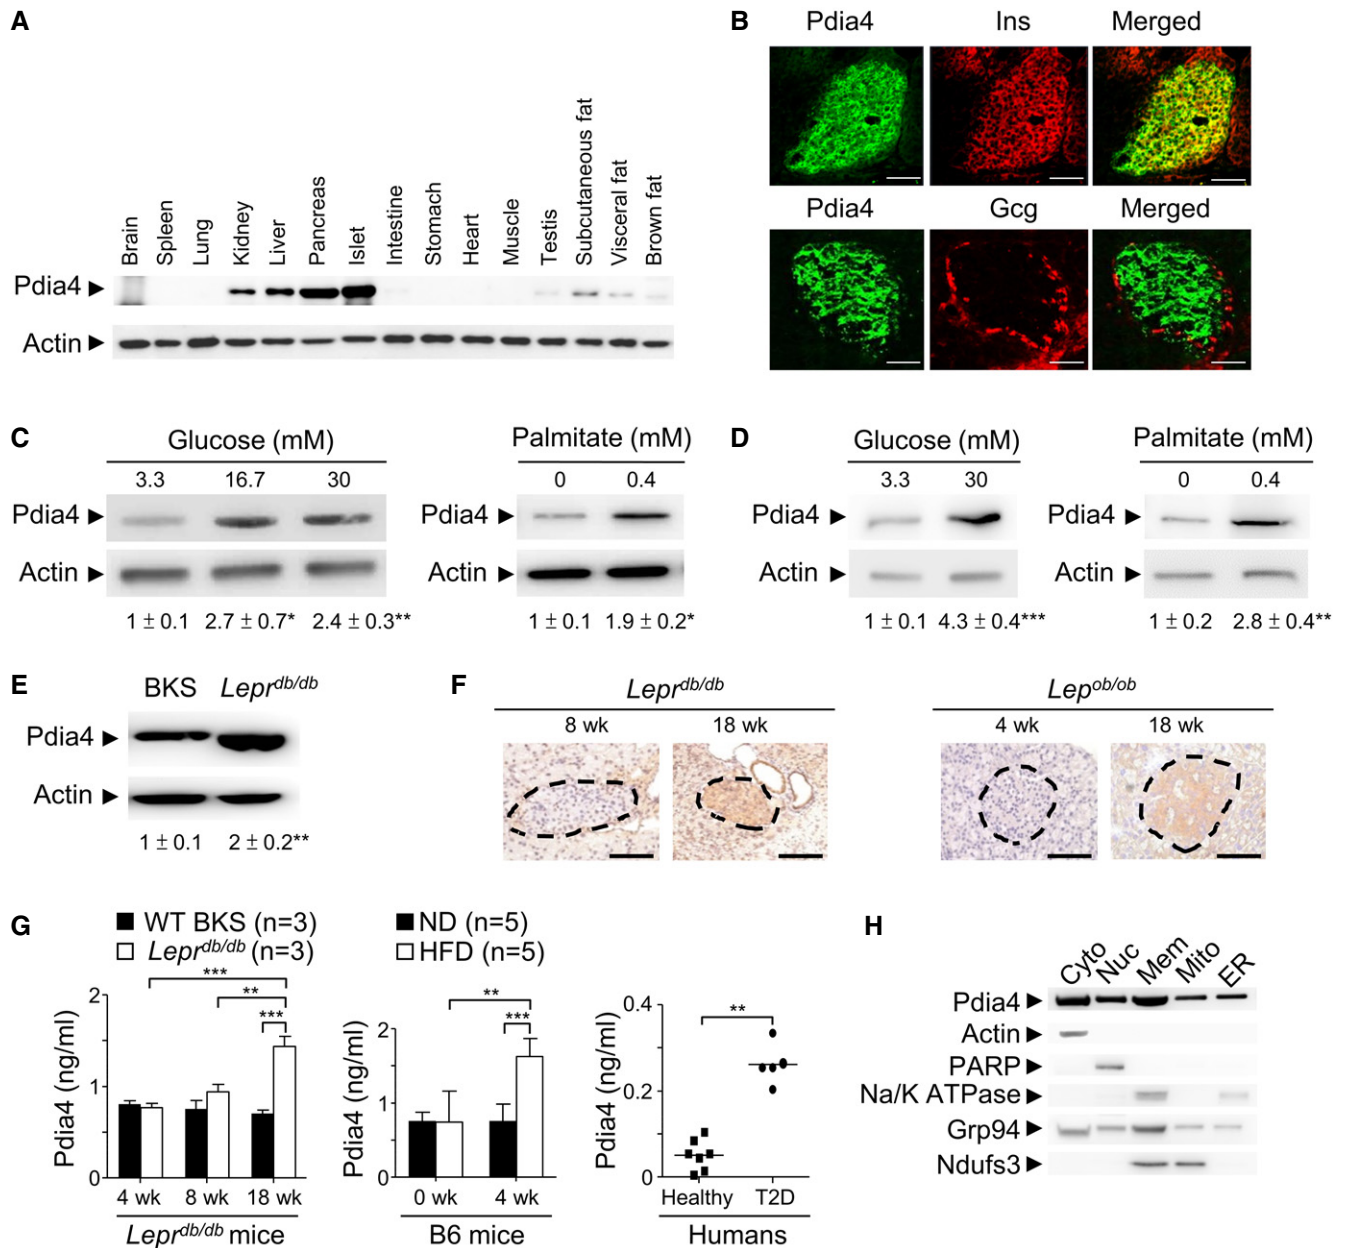 A
Brain
Spleen
Lung
Kidney
Liver
Pancreas
Islet
Intestine
Stomach
Heart
Muscle
Testis
Subcutaneous fat
Visceral fat
Brown fat
Pdia4
Actin
B
Pdia4 Ins Merged
Pdia4 Gcg Merged
C
Glucose (mM)
3.3 16.7 30
Pdia4
Actin
1 ± 0.1 2.7 ± 0.7* 2.4 ± 0.3**
Palmitate (mM)
0 0.4
Pdia4
Actin
1 ± 0.1 1.9 ± 0.2*
D
Glucose (mM)
3.3 30
Pdia4
Actin
1 ± 0.1 4.3 ± 0.4***
Palmitate (mM)
0 0.4
Pdia4
Actin
1 ± 0.2 2.8 ± 0.4**
E
BKS Lepr^db/db
Pdia4
Actin
1 ± 0.1 2 ± 0.2**
F
Lepr^db/db
8 wk 18 wk
Lep^ob/ob
4 wk 18 wk
G
WT BKS (n=3)
Lepr^db/db (n=3)
***
**
***
Pdia4 (ng/ml)
2
1
0
4 wk 8 wk 18 wk
Lepr^db/db mice
ND (n=5)
HFD (n=5)
**
***
Pdia4 (ng/ml)
2
1
0
0 wk 4 wk
B6 mice
**
Pdia4 (ng/ml)
0.4
0.2
0
Healthy T2D
Humans
H
Cyto Nuc Mem Mito ER
Pdia4
Actin
PARP
Na/K ATPase
Grp94
Ndufs3